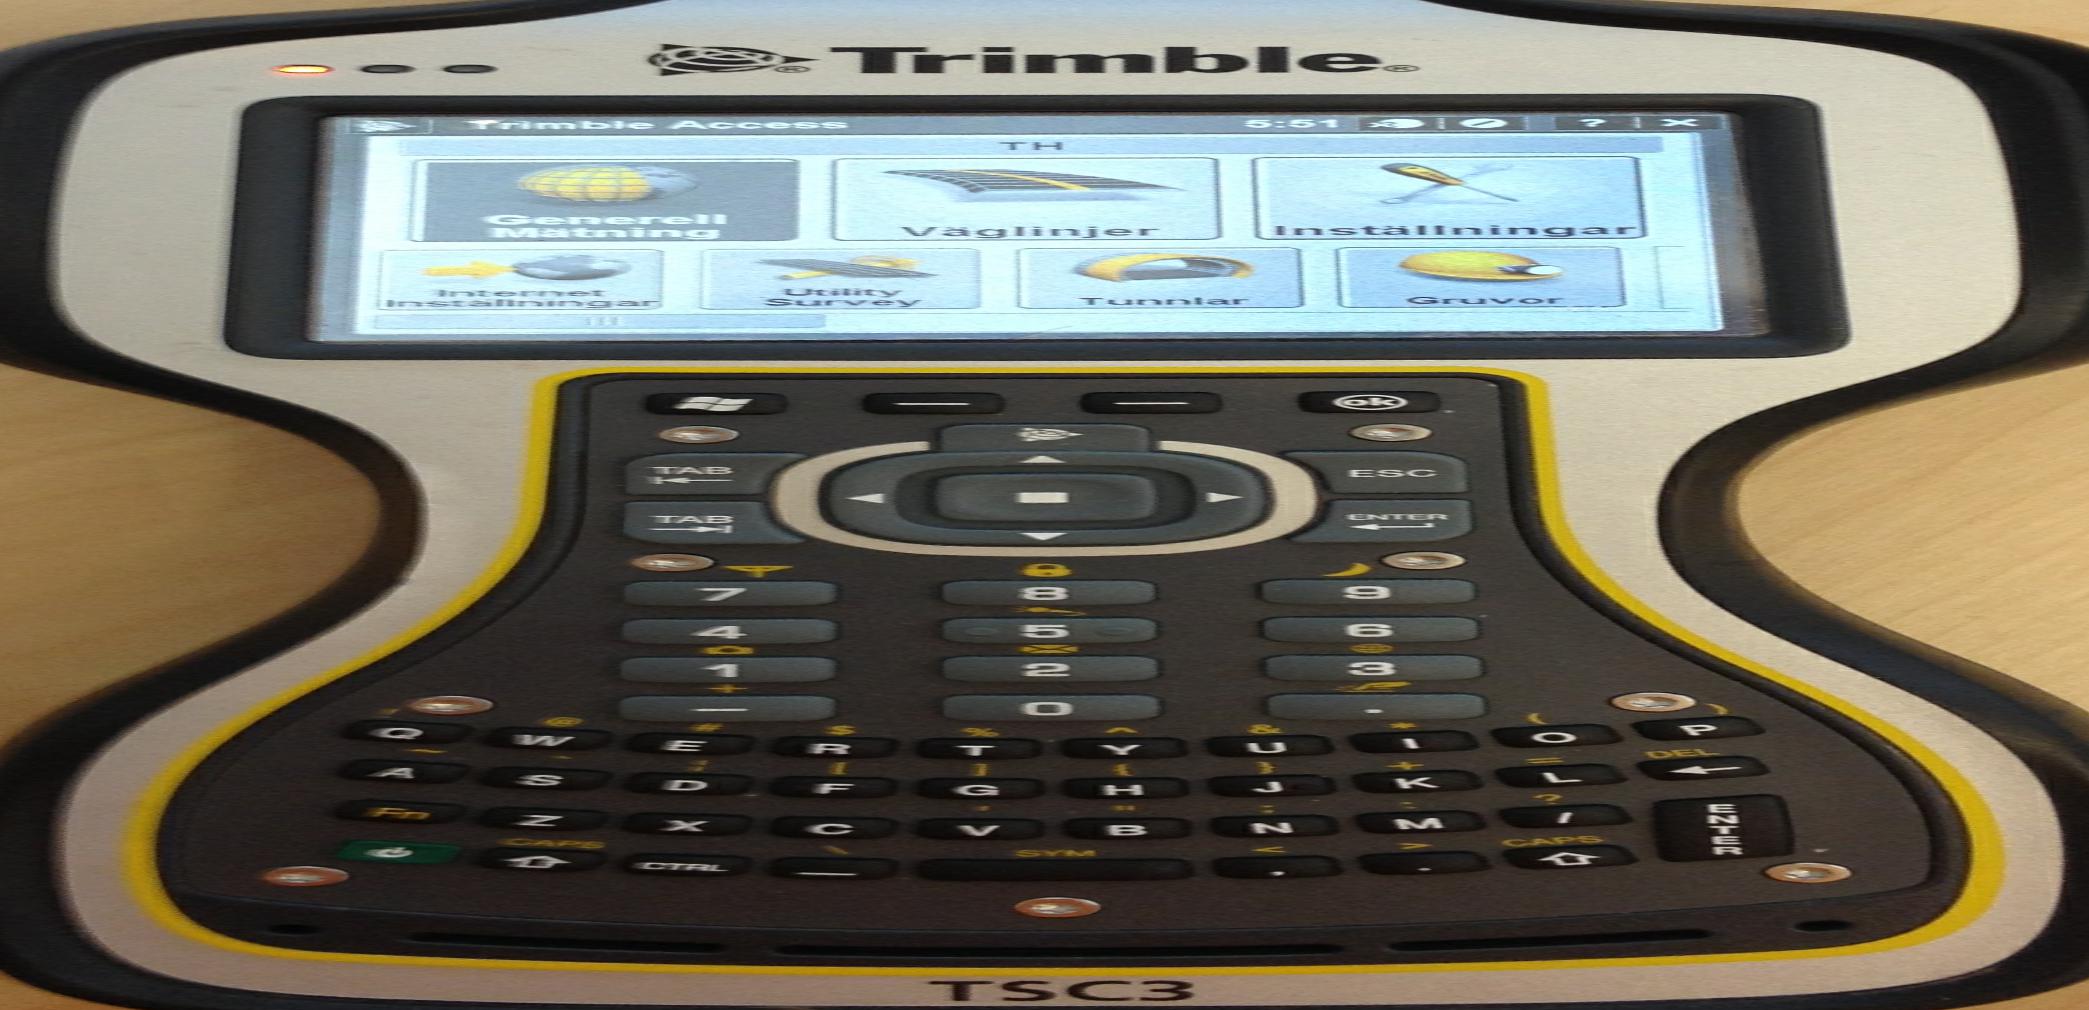 Trimble®
Trimble Access 5:51 ? X
TH
Generell
Mätning
Väglinjer
Inställningar
Internet
Inställningar
Utility
Survey
Tunnlar
Gruvor
ok
TAB
ESC
TAB
ENTER
7 8 9
4 5 6
1 2 3
+
— 0 .
@ # $ % ^ & * ( )
Q W E R T Y U I O P
~ ` [ ] { } + = DEL
A S D F G H J K L
" ; ?
Fn Z X C V B N M / ENTER
CAPS \ SYM < > CAPS
CTRL — , .
TSC3